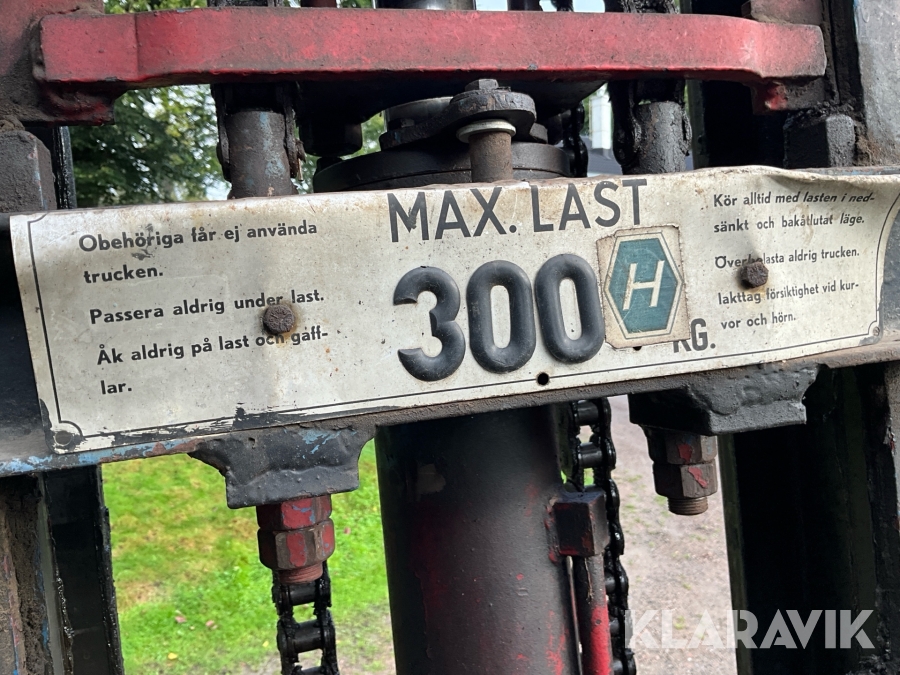 Obehöriga får ej använda
trucken.
Passera aldrig under last.
Åk aldrig på last och gaff-
lar.
MAX. LAST
300
H
KG.
Kör alltid med lasten i ned-
sänkt och bakåtlutat läge.
aldrig trucken.
Iakttag försiktighet vid kur-
vor och hörn.
KLARAVIK